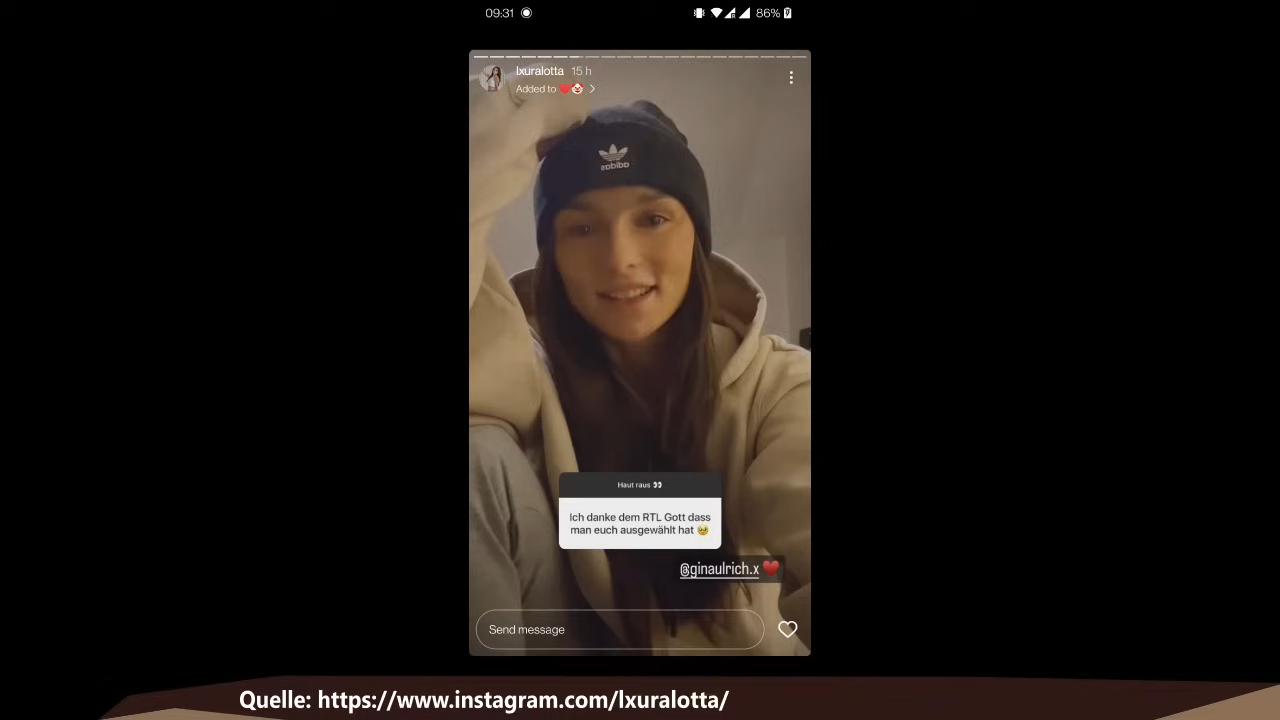 09:31
86%
lxuralotta 15 h
Added to ❤️🤡 >
adidas
Haut raus 👀
Ich danke dem RTL Gott dass
man euch ausgewählt hat 🥹
@ginaulrich.x ❤️
Send message
Quelle: https://www.instagram.com/lxuralotta/